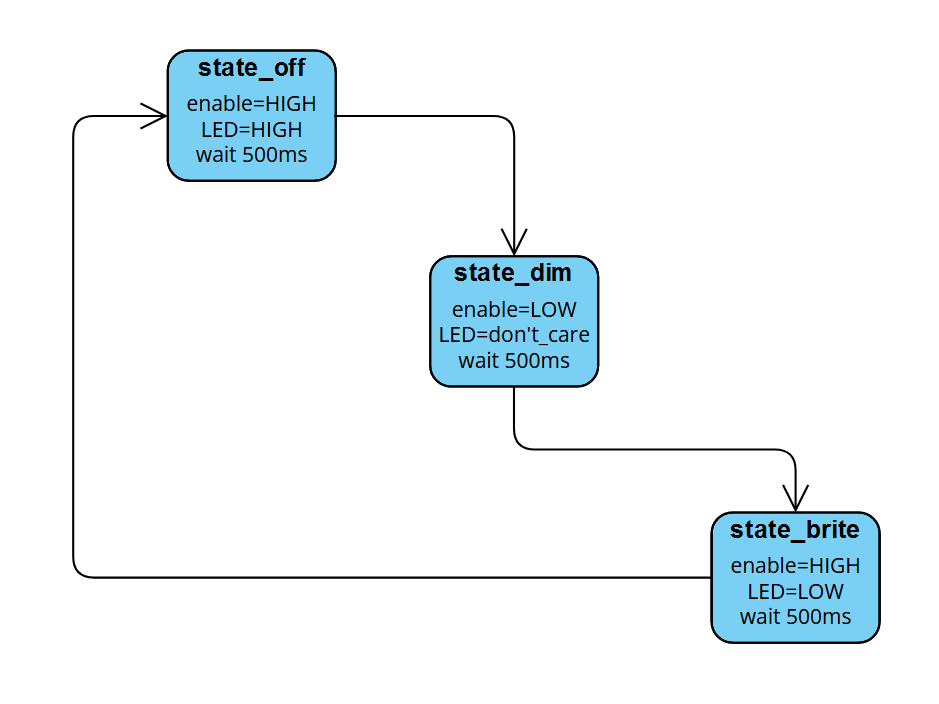 state_off
enable=HIGH
LED=HIGH
wait 500ms
state_dim
enable=LOW
LED=don't_care
wait 500ms
state_brite
enable=HIGH
LED=LOW
wait 500ms